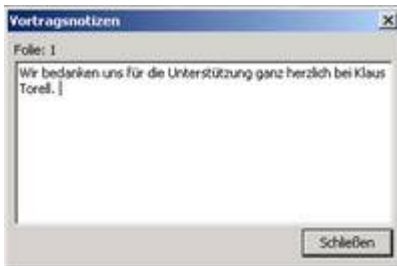 Vortragsnotizen
Folie: 1
Wir bedanken uns für die Unterstützung ganz herzlich bei Klaus
Torell.
Schließen